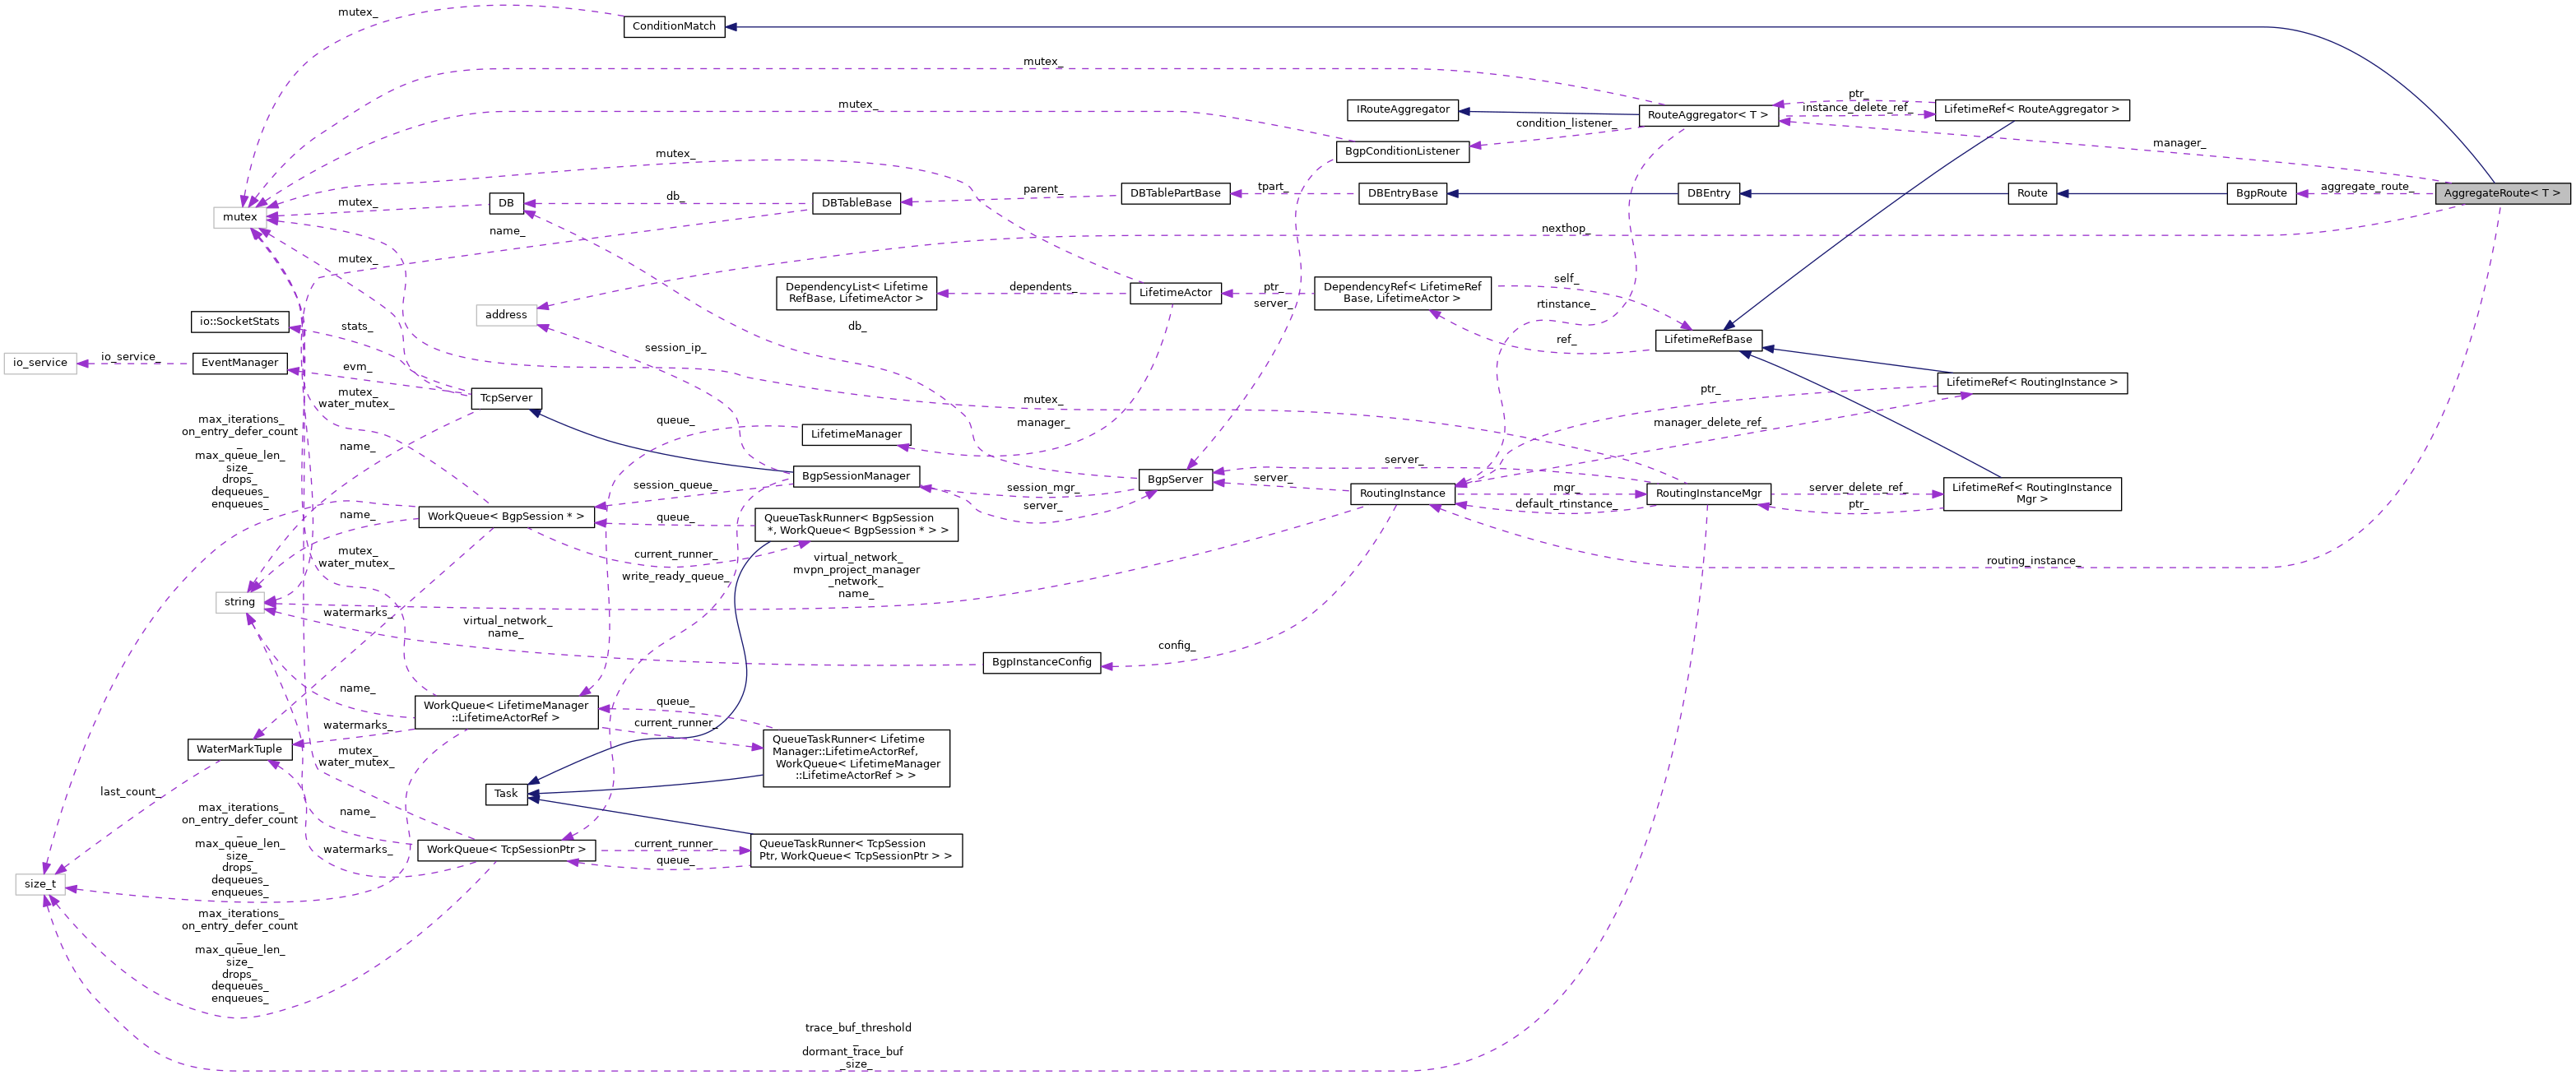 mutex_
ConditionMatch
mutex_
mutex_
IRouteAggregator
RouteAggregator< T >
ptr_
instance_delete_ref_
LifetimeRef< RouteAggregator >
condition_listener_
BgpConditionListener
manager_
mutex_
mutex_
mutex
DB
db_
DBTableBase
parent_
DBTablePartBase
tpart_
DBEntryBase
DBEntry
Route
BgpRoute
aggregate_route_
AggregateRoute< T >
name_
nexthop_
mutex_
DependencyList< Lifetime
RefBase, LifetimeActor >
dependents_
LifetimeActor
ptr_
server_
DependencyRef< LifetimeRef
Base, LifetimeActor >
self_
rtinstance_
address
io::SocketStats
stats_
db_
ref_
LifetimeRefBase
session_ip_
io_service
io_service_
EventManager
evm_
LifetimeRef< RoutingInstance >
ptr_
mutex_
water_mutex_
TcpServer
mutex_
manager_
manager_delete_ref_
max_iterations_
on_entry_defer_count
_
max_queue_len_
size_
drops_
dequeues_
enqueues_
name_
queue_
LifetimeManager
BgpSessionManager
session_queue_
session_mgr_
server_
BgpServer
server_
server_
RoutingInstance
mgr_
default_rtinstance_
RoutingInstanceMgr
server_delete_ref_
ptr_
LifetimeRef< RoutingInstance
Mgr >
name_
WorkQueue< BgpSession * >
queue_
QueueTaskRunner< BgpSession
*, WorkQueue< BgpSession * > >
current_runner_
mutex_
water_mutex_
write_ready_queue_
virtual_network_
mvpn_project_manager
_network_
name_
routing_instance_
string
watermarks_
virtual_network_
name_
config_
BgpInstanceConfig
name_
WorkQueue< LifetimeManager
::LifetimeActorRef >
queue_
current_runner_
watermarks_
WaterMarkTuple
QueueTaskRunner< Lifetime
Manager::LifetimeActorRef,
WorkQueue< LifetimeManager
::LifetimeActorRef > >
mutex_
water_mutex_
Task
last_count_
max_iterations_
on_entry_defer_count
_
max_queue_len_
size_
drops_
dequeues_
enqueues_
name_
watermarks_
WorkQueue< TcpSessionPtr >
current_runner_
queue_
QueueTaskRunner< TcpSession
Ptr, WorkQueue< TcpSessionPtr > >
size_t
max_iterations_
on_entry_defer_count
_
max_queue_len_
size_
drops_
dequeues_
enqueues_
trace_buf_threshold
_
dormant_trace_buf
_size_